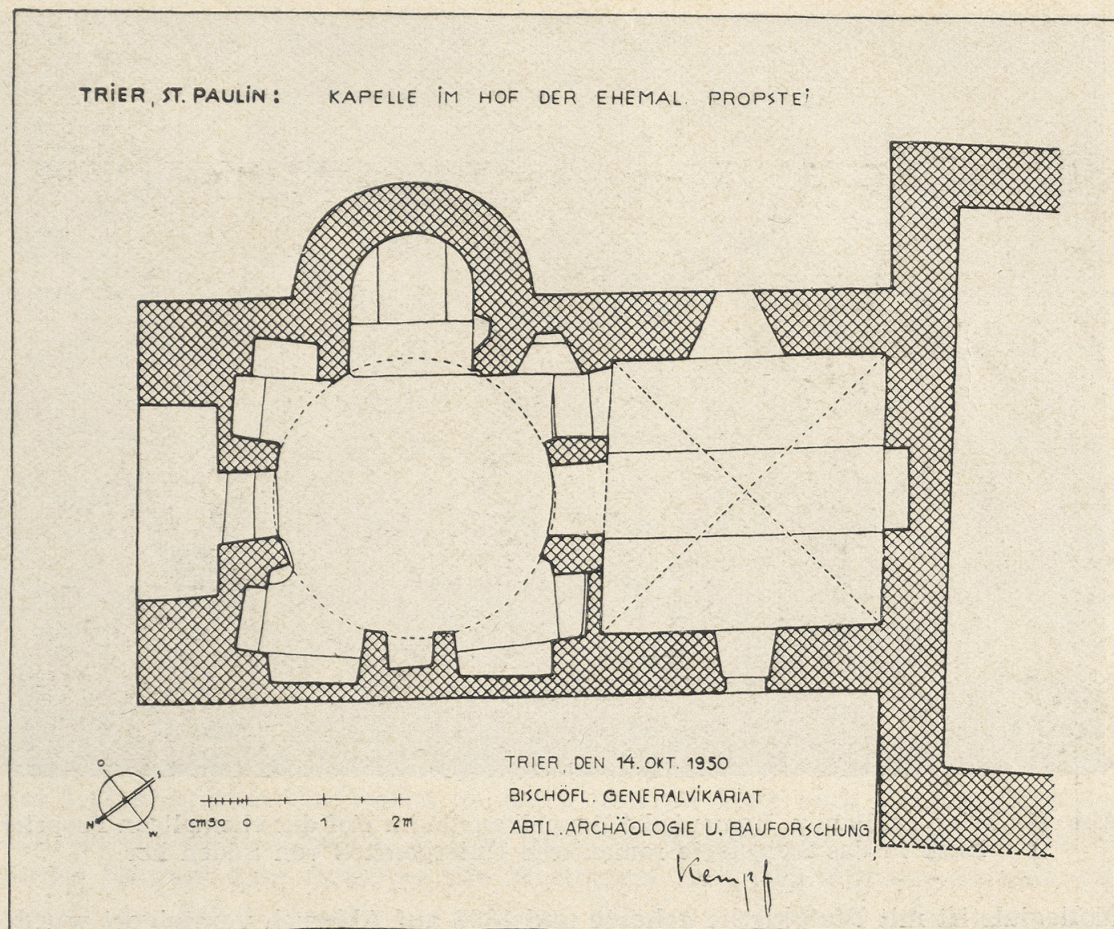 TRIER, ST. PAULIN: KAPELLE IM HOF DER EHEMAL. PROPSTEI
TRIER, DEN 14. OKT. 1950
BISCHÖFL. GENERALVIKARIAT
ABTL. ARCHÄOLOGIE U. BAUFORSCHUNG
Kempf
O
S
N
W
cm50 0 1 2m